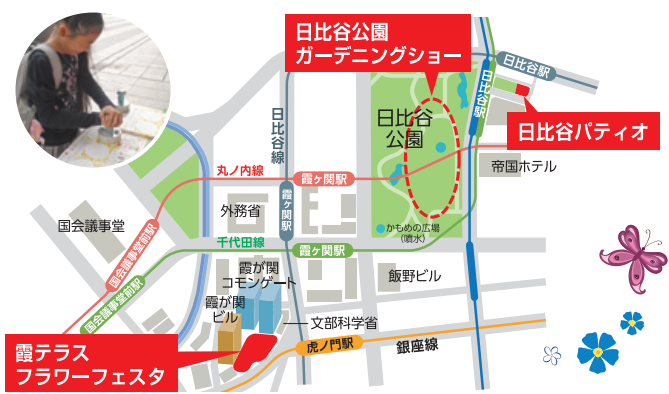 日比谷公園
ガーデニングショー
日比谷駅
日比谷駅
日比谷パティオ
日比谷線
日比谷
公園
丸ノ内線
霞ヶ関駅
帝国ホテル
霞ヶ関駅
外務省
国会議事堂
かもめの広場
(噴水)
国会議事堂前駅
千代田線
霞ヶ関駅
国会議事堂前駅
霞が関
コモンゲート
飯野ビル
霞が関
ビル
文部科学省
霞テラス
フラワーフェスタ
虎ノ門駅
銀座線